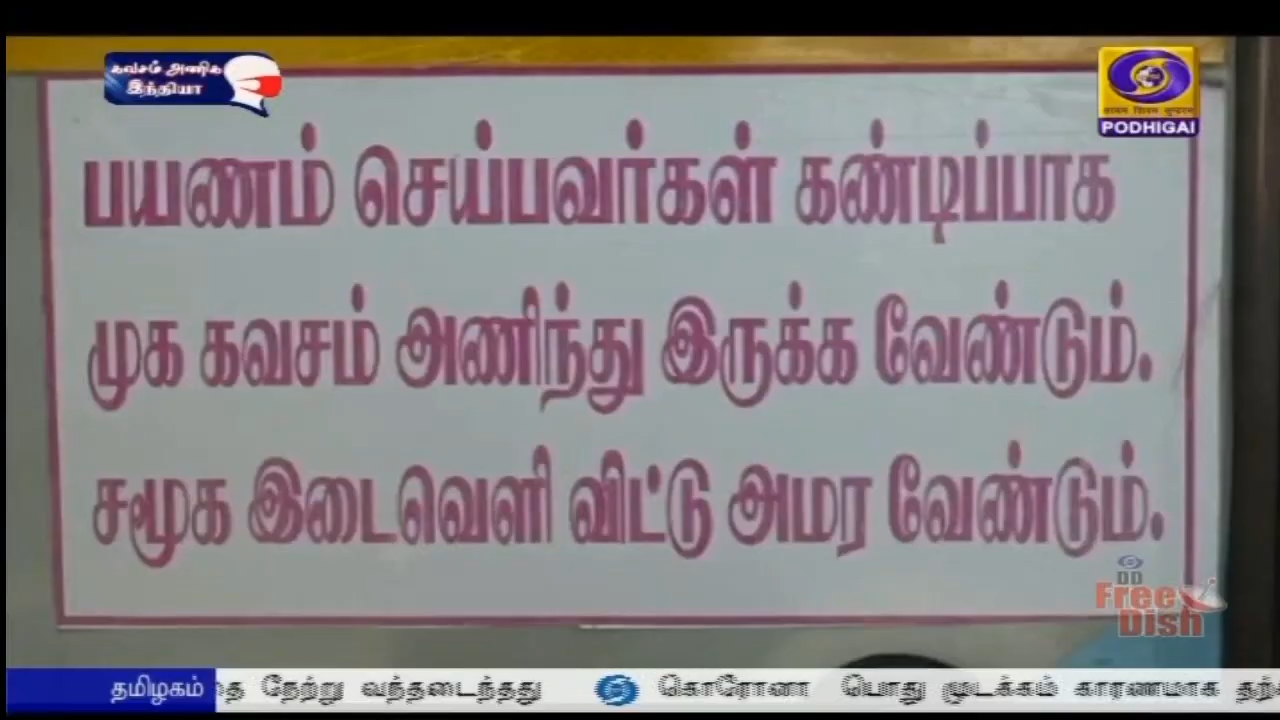 கவசம் அணிக
இந்தியா
PODHIGAI
பயணம் செய்பவர்கள் கண்டிப்பாக
முக கவசம் அணிந்து இருக்க வேண்டும்.
சமூக இடைவெளி விட்டு அமர வேண்டும்.
DD
Free
Dish
தமிழகம் நேற்று வந்தடைந்தது கொரோனா பொது முடக்கம் காரணமாக